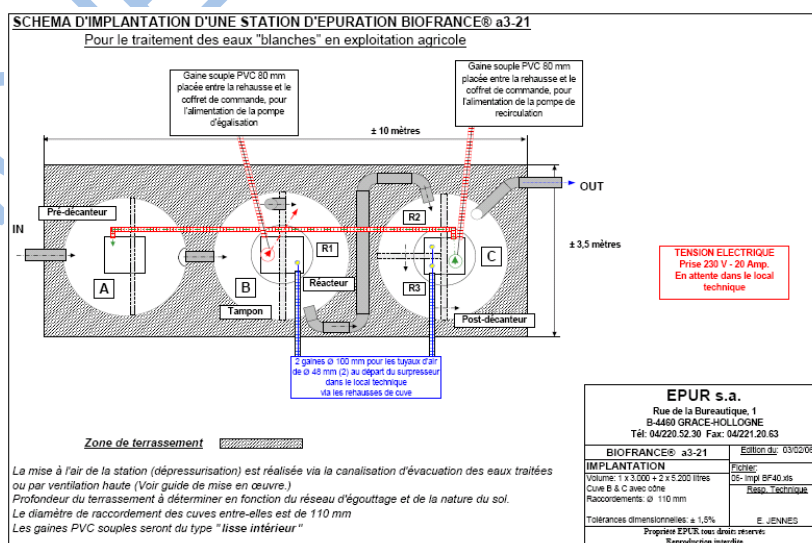 SCHEMA D'IMPLANTATION D'UNE STATION D'EPURATION BIOFRANCE® a3-21
Pour le traitement des eaux "blanches" en exploitation agricole
Gaine souple PVC 80 mm
placée entre la rehausse et le
coffret de commande, pour
l'alimentation de la pompe
d'égalisation
Gaine souple PVC 80 mm
placée entre la rehausse et le
coffret de commande, pour
l'alimentation de la pompe de
recirculation
± 10 mètres
OUT
Pré-décanteur
R2
IN
R1
C
± 3,5 mètres
TENSION ELECTRIQUE
Prise 230 V - 20 Amp.
En attente dans le local
technique
A
B
Réacteur
R3
Tampon
Post-décanteur
2 gaines Ø 100 mm pour les tuyaux d'air
de Ø 48 mm (2) au départ du surpresseur
dans le local technique
via les rehausses de cuve
Zone de terrassement
La mise à l'air de la station (dépressurisation) est réalisée via la canalisation d'évacuation des eaux traitées
ou par ventilation haute (Voir guide de mise en œuvre.)
Profondeur du terrassement à déterminer en fonction du réseau d'égouttage et de la nature du sol.
Le diamètre de raccordement des cuves entre-elles est de 110 mm
Les gaines PVC souples seront du type "lisse intérieur"
EPUR s.a.
Rue de la Bureautique, 1
B-4460 GRACE-HOLLOGNE
Tél: 04/220.52.30 Fax: 04/221.20.63
BIOFRANCE® a3-21
Edition du: 03/02/06
IMPLANTATION
Fichier:
Volume: 1 x 3.000 + 2 x 5.200 litres
05- Impl BF40.xls
Cuve B & C avec cône
Resp. Technique
Raccordements: Ø 110 mm
Tolérances dimensionnelles: ± 1,5%
E. JENNES
Propriété EPUR tous droits réservés
Reproduction interdite